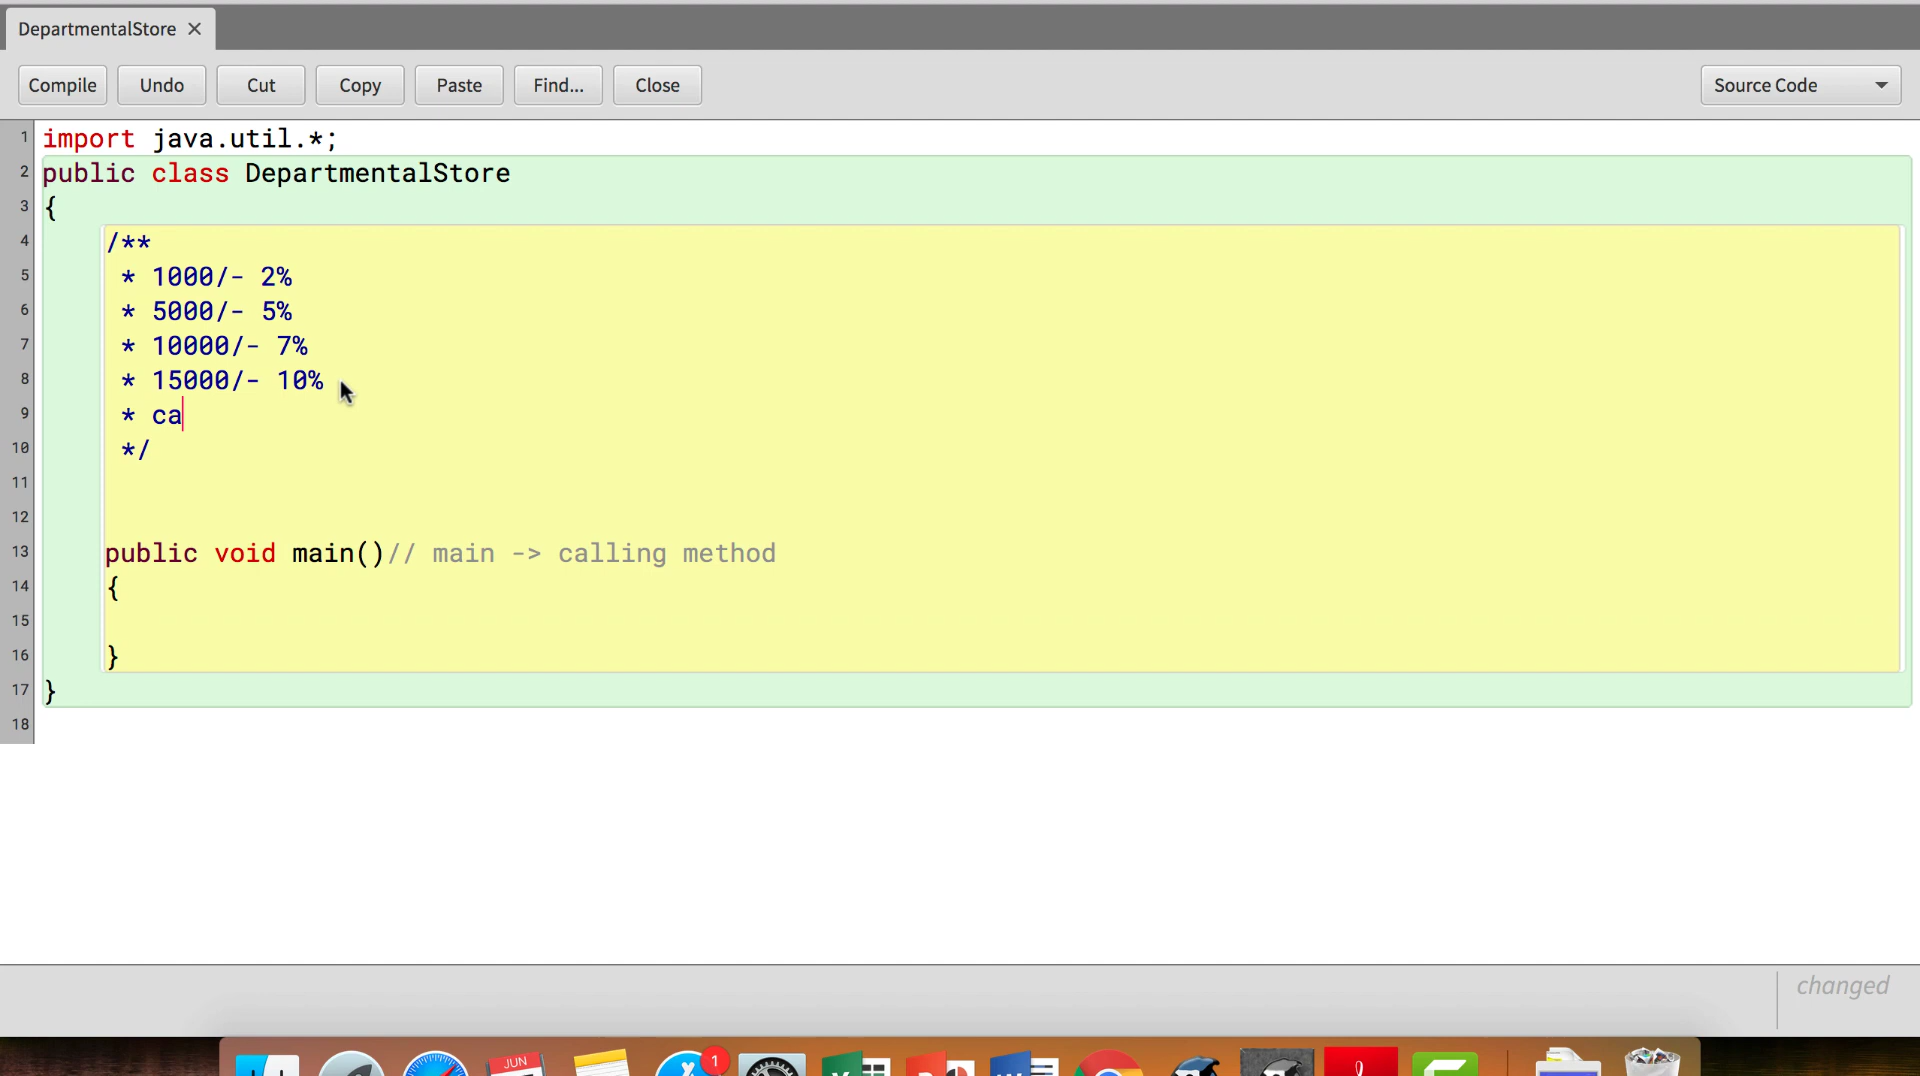 DepartmentalStore ×
Compile Undo Cut Copy Paste Find... Close Source Code
1 import java.util.*;
2 public class DepartmentalStore
3 {
4 /**
5 * 1000/- 2%
6 * 5000/- 5%
7 * 10000/- 7%
8 * 15000/- 10%
9 * ca
10 */
11
12
13 public void main()// main -> calling method
14 {
15
16 }
17 }
18
changed
JUN 1